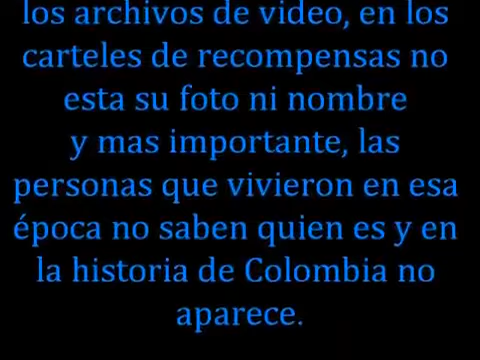 los archivos de video, en los
carteles de recompensas no
esta su foto ni nombre
y mas importante, las
personas que vivieron en esa
época no saben quien es y en
la historia de Colombia no
aparece.